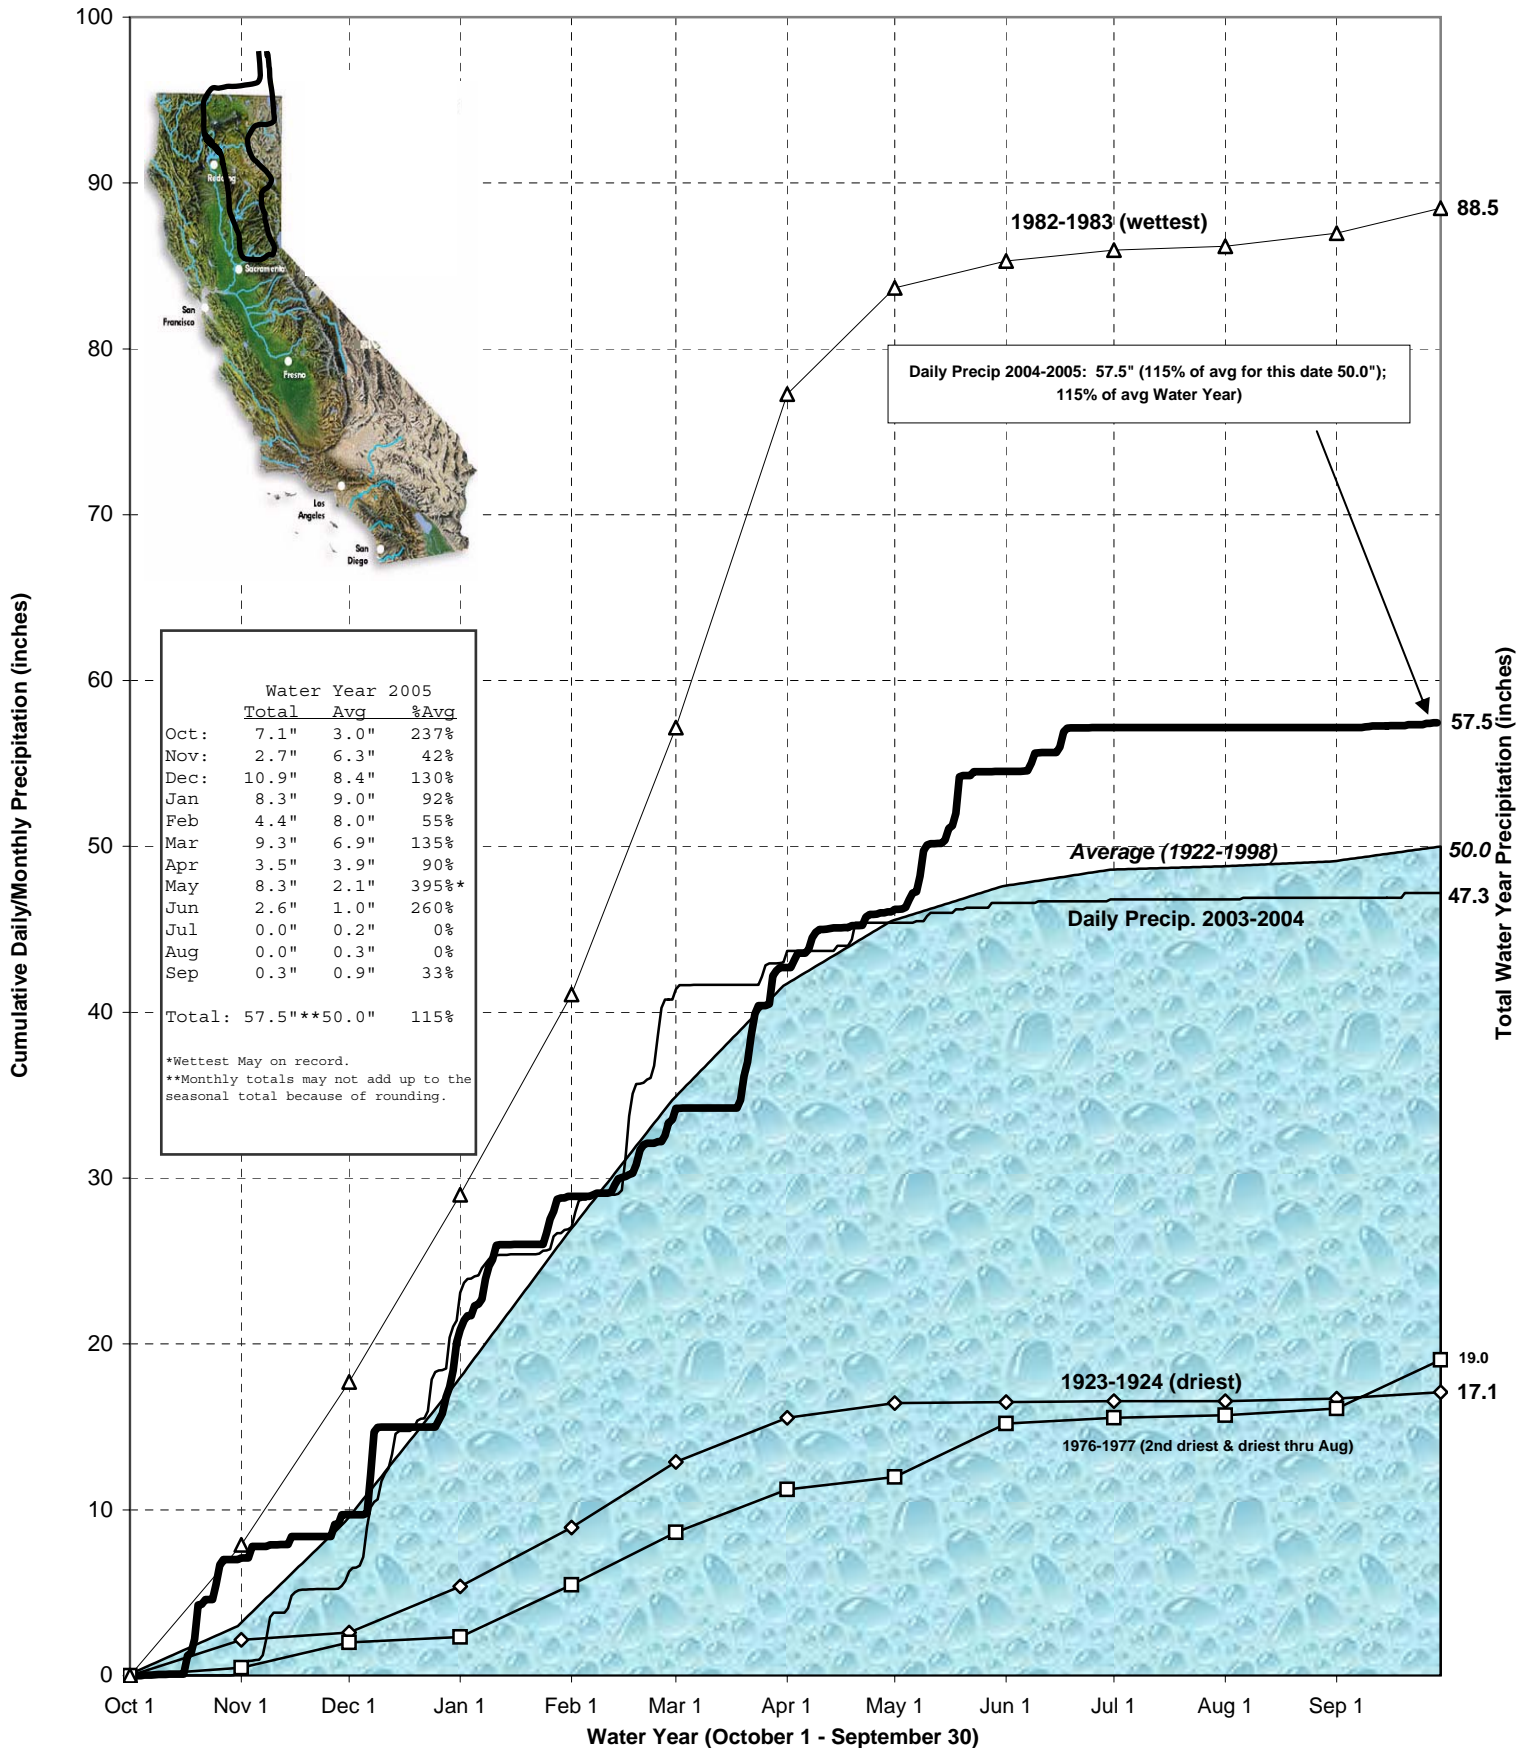 100
90
80
70
60
50
40
30
20
10
0
Cumulative Daily/Monthly Precipitation (inches)
Redding
Sacramento
San
Francisco
Fresno
Los
Angeles
San
Diego
1982-1983 (wettest)
88.5
Daily Precip 2004-2005: 57.5" (115% of avg for this date 50.0");
115% of avg Water Year)
Water Year 2005
Total Avg %Avg
Oct: 7.1" 3.0" 237%
Nov: 2.7" 6.3" 42%
Dec: 10.9" 8.4" 130%
Jan 8.3" 9.0" 92%
Feb 4.4" 8.0" 55%
Mar 9.3" 6.9" 135%
Apr 3.5" 3.9" 90%
May 8.3" 2.1" 395%*
Jun 2.6" 1.0" 260%
Jul 0.0" 0.2" 0%
Aug 0.0" 0.3" 0%
Sep 0.3" 0.9" 33%
Total: 57.5"**50.0" 115%
*Wettest May on record.
**Monthly totals may not add up to the
seasonal total because of rounding.
57.5
Average (1922-1998)
50.0
47.3
Daily Precip. 2003-2004
Total Water Year Precipitation (inches)
19.0
1923-1924 (driest)
17.1
1976-1977 (2nd driest & driest thru Aug)
Oct 1 Nov 1 Dec 1 Jan 1 Feb 1 Mar 1 Apr 1 May 1 Jun 1 Jul 1 Aug 1 Sep 1
Water Year (October 1 - September 30)